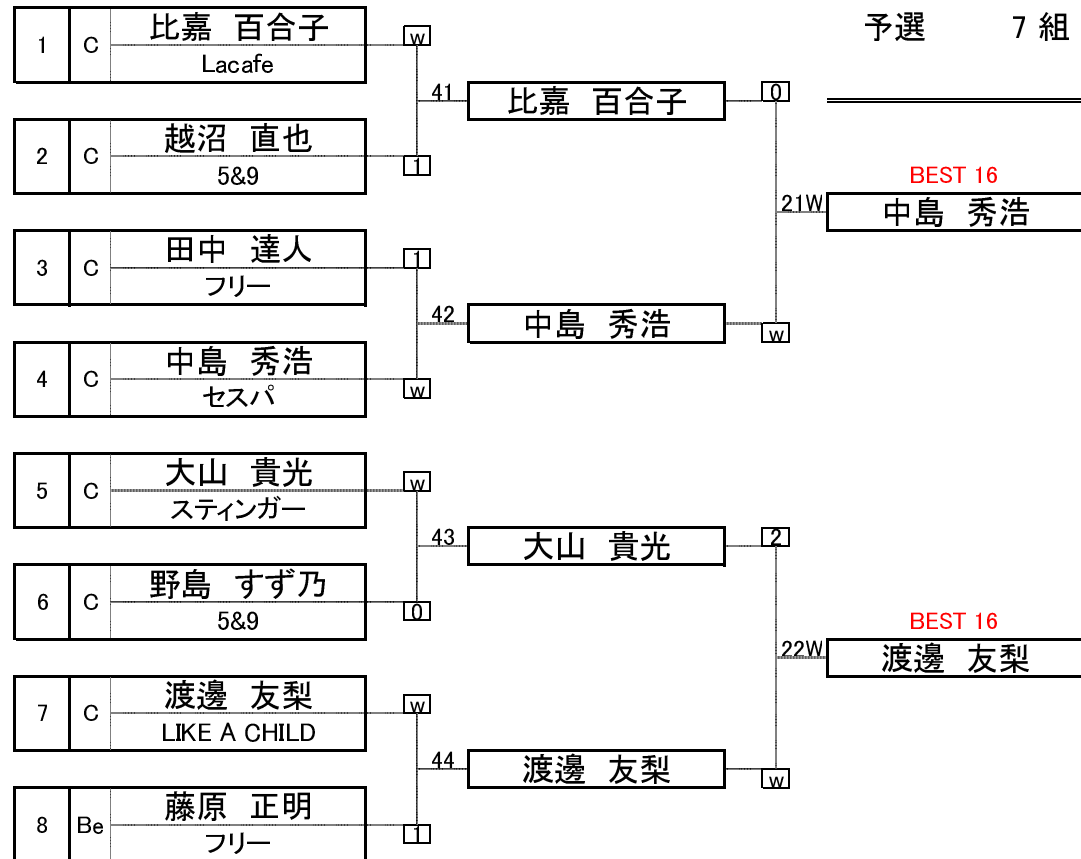 予選 7 組
1 C 比嘉 百合子
Lacafe
w
41 比嘉 百合子 0
2 C 越沼 直也
5&9
1
BEST 16
21W 中島 秀浩
3 C 田中 達人
フリー
1
42 中島 秀浩 w
4 C 中島 秀浩
セスパ
w
5 C 大山 貴光
スティンガー
w
43 大山 貴光 2
6 C 野島 すず乃
5&9
0
BEST 16
22W 渡邊 友梨
7 C 渡邊 友梨
LIKE A CHILD
w
44 渡邊 友梨 w
8 Be 藤原 正明
フリー
1